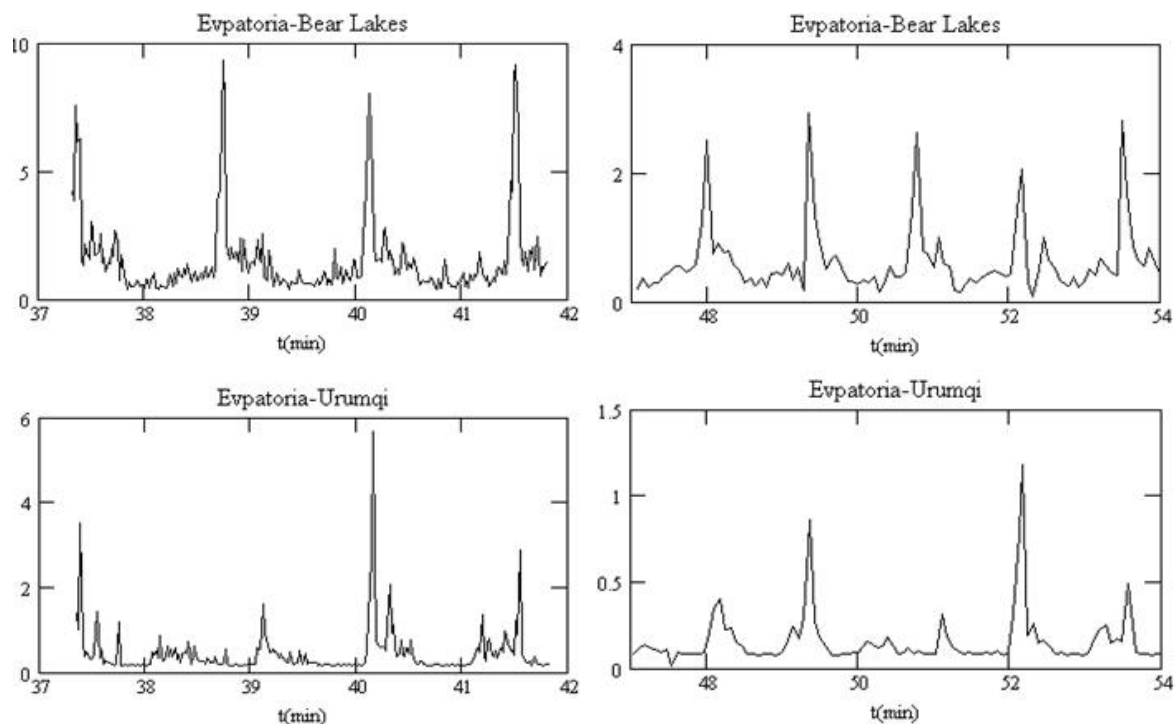 Evpatoria-Bear Lakes
10
5
0
37 38 39 40 41 42
t(min)
Evpatoria-Bear Lakes
4
2
0
48 50 52 54
t(min)
Evpatoria-Urumqi
6
4
2
0
37 38 39 40 41 42
t(min)
Evpatoria-Urumqi
1.5
1
0.5
0
48 50 52 54
t(min)